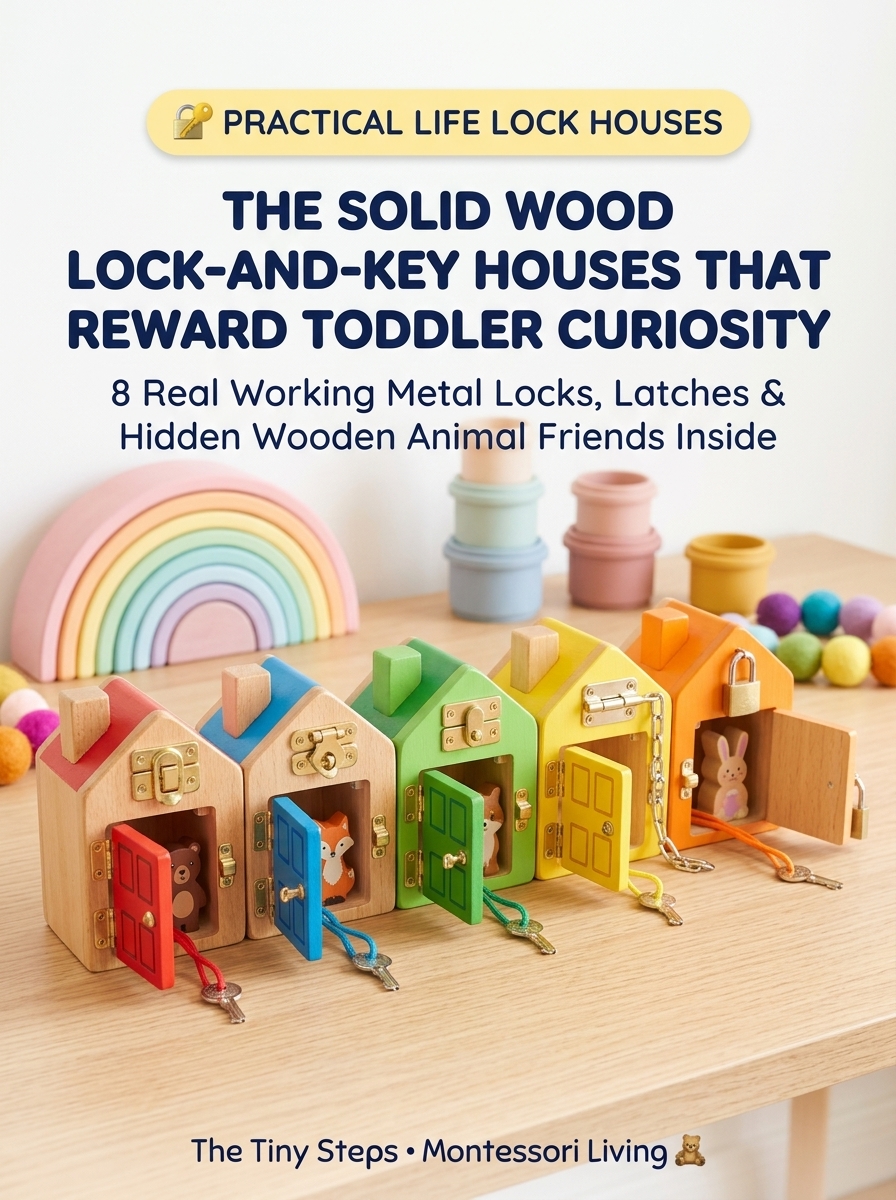 🔐 PRACTICAL LIFE LOCK HOUSES
THE SOLID WOOD
LOCK-AND-KEY HOUSES THAT
REWARD TODDLER CURIOSITY
8 Real Working Metal Locks, Latches &
Hidden Wooden Animal Friends Inside
The Tiny Steps • Montessori Living 🧸